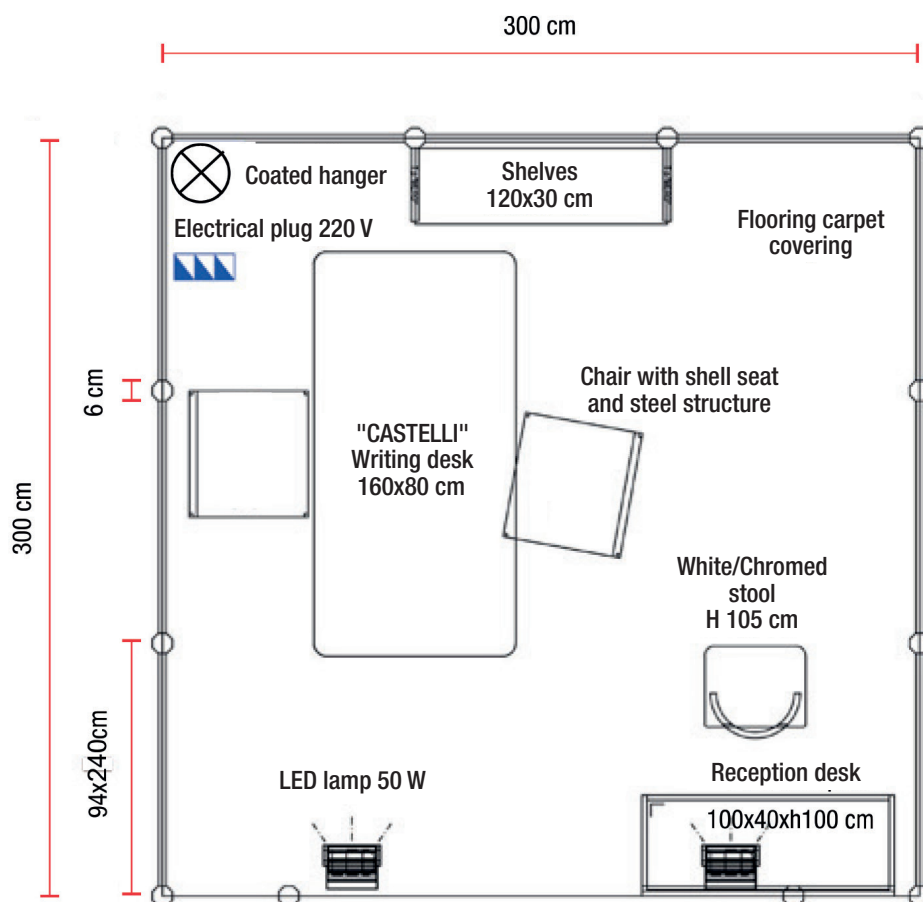 300 cm
Coated hanger
Shelves
120x30 cm
Electrical plug 220 V
Flooring carpet
covering
6 cm
Chair with shell seat
and steel structure
"CASTELLI"
Writing desk
160x80 cm
300 cm
White/Chromed
stool
H 105 cm
94x240cm
LED lamp 50 W
Reception desk
100x40xh100 cm